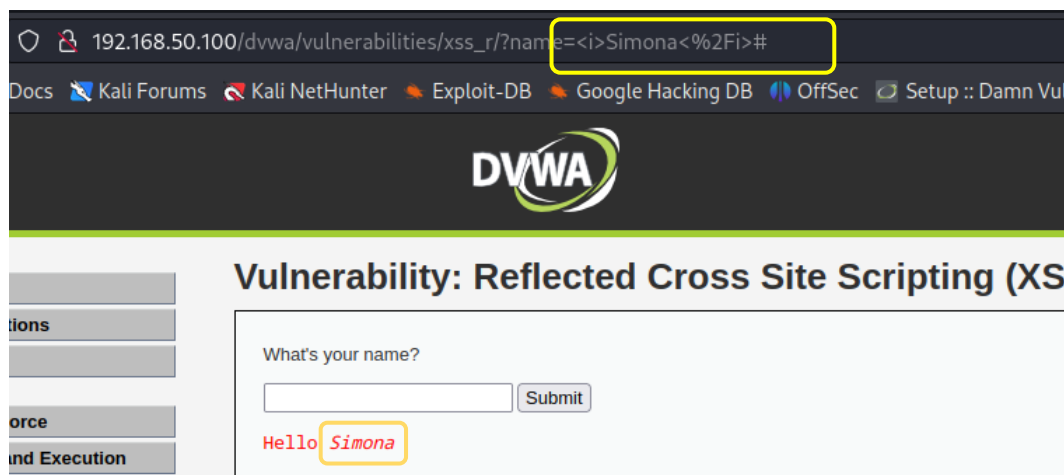 192.168.50.100/dvwa/vulnerabilities/xss_r/?name=<i>Simona<%2Fi>#
Docs Kali Forums Kali NetHunter Exploit-DB Google Hacking DB OffSec Setup :: Damn Vul
DVWA
Vulnerability: Reflected Cross Site Scripting (XS
tions
What's your name?
Submit
orce
Hello Simona
and Execution